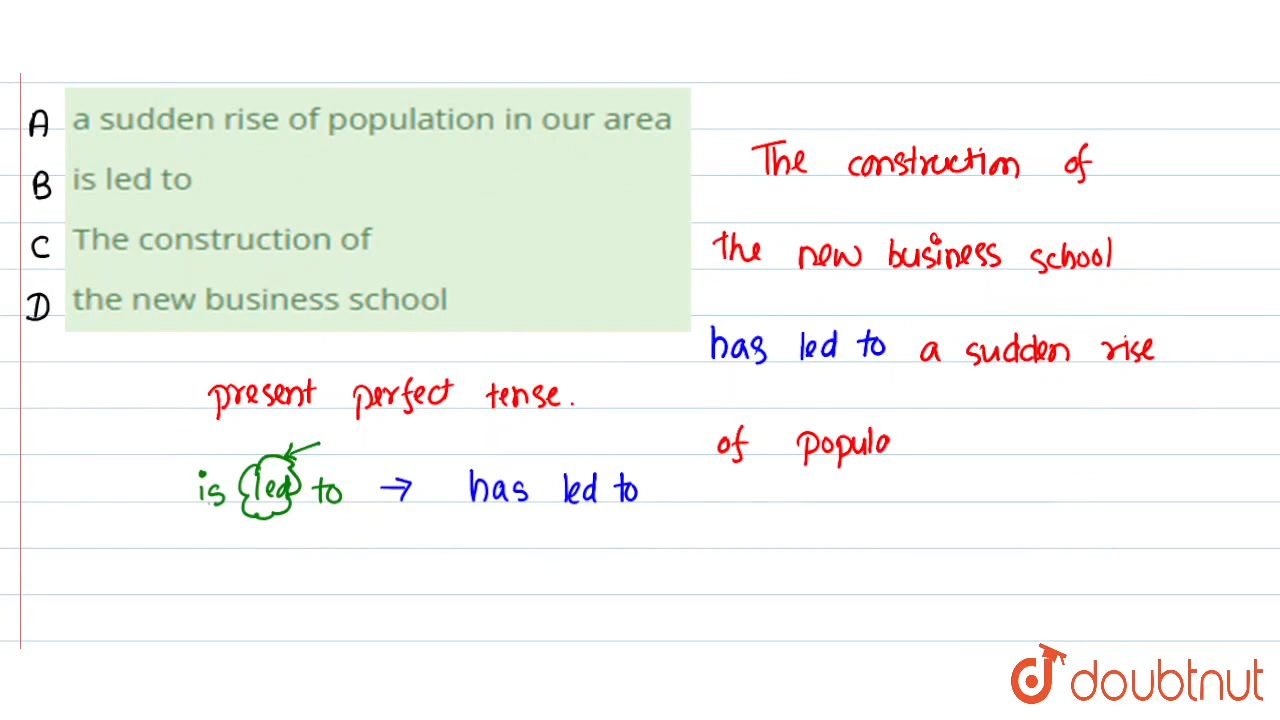 A a sudden rise of population in our area
B is led to
C The construction of
D the new business school
The construction of
the new business school
has led to a sudden rise
of popula
present perfect tense.
is led to → has led to
doubtnut